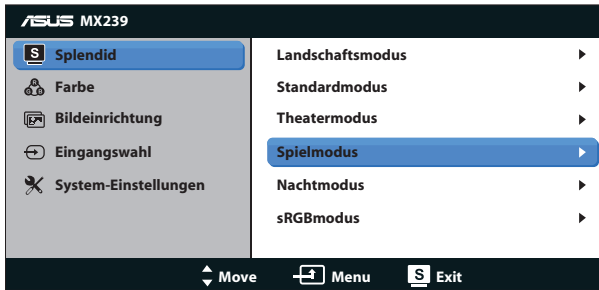 ASUS MX239
S Splendid
Farbe
Bildeinrichtung
Eingangswahl
System-Einstellungen
Landschaftsmodus
Standardmodus
Theatermodus
Spielmodus
Nachtmodus
sRGBmodus
Move Menu S Exit